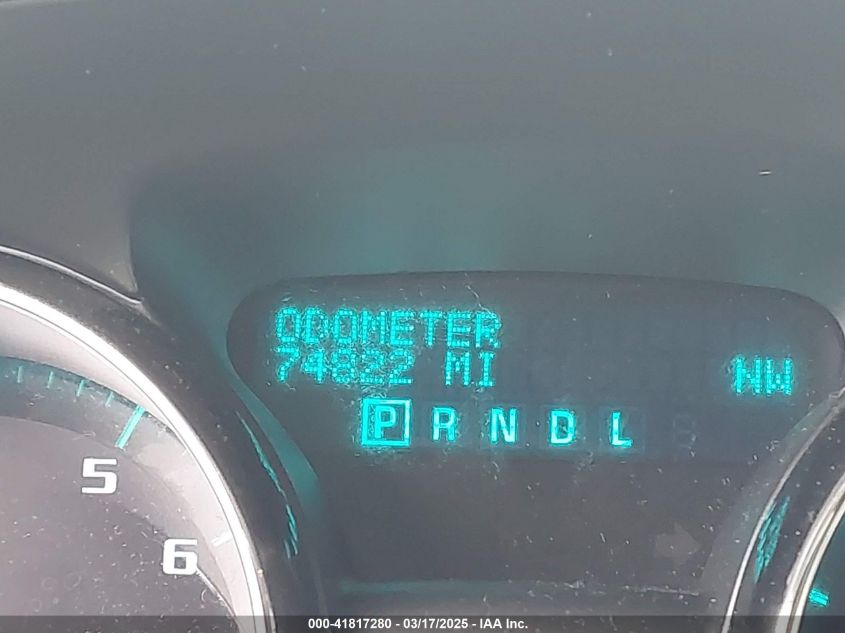 ODOMETER
74822 MI
NW
P R N D L
5
6
000-41817280 - 03/17/2025 - IAA Inc.